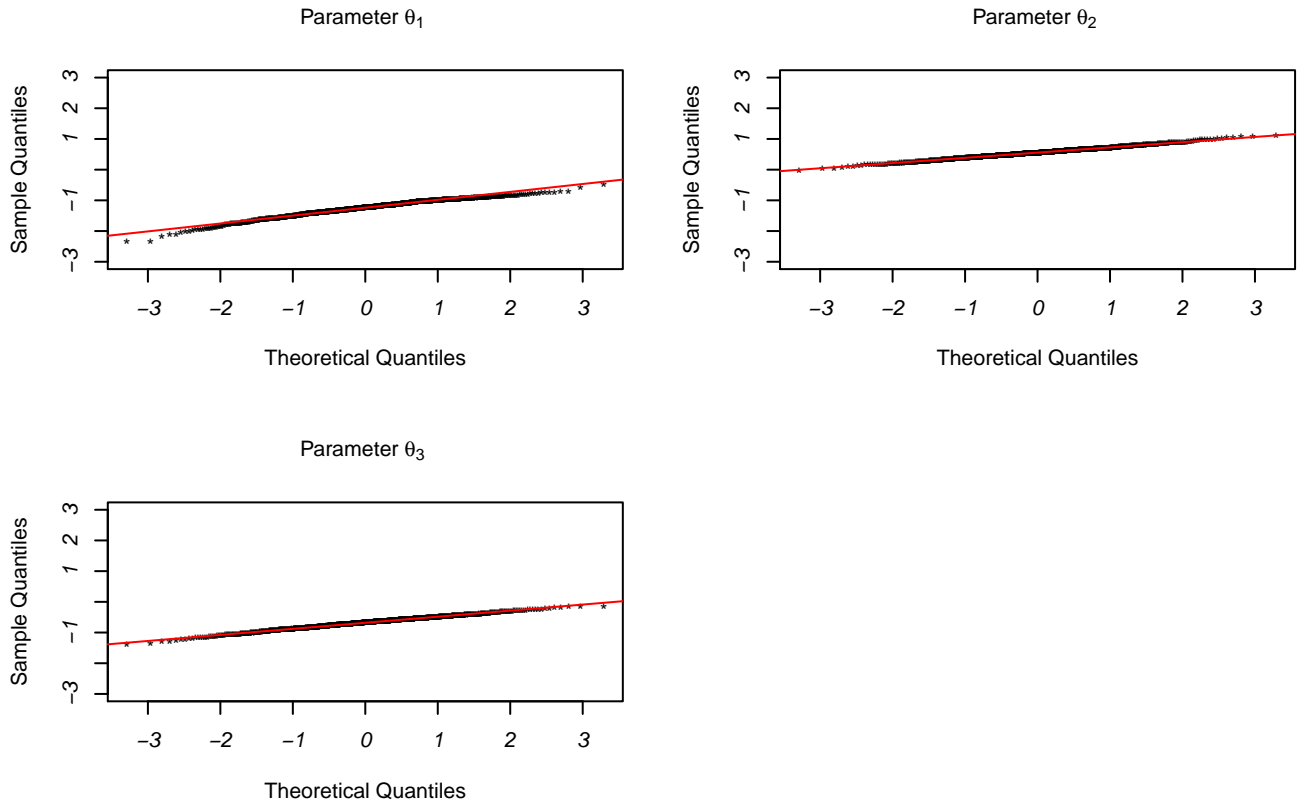 Parameter θ1
Sample Quantiles
3
2
1
−1
−3
−3 −2 −1 0 1 2 3
Theoretical Quantiles
Parameter θ2
Sample Quantiles
3
2
1
−1
−3
−3 −2 −1 0 1 2 3
Theoretical Quantiles
Parameter θ3
Sample Quantiles
3
2
1
−1
−3
−3 −2 −1 0 1 2 3
Theoretical Quantiles